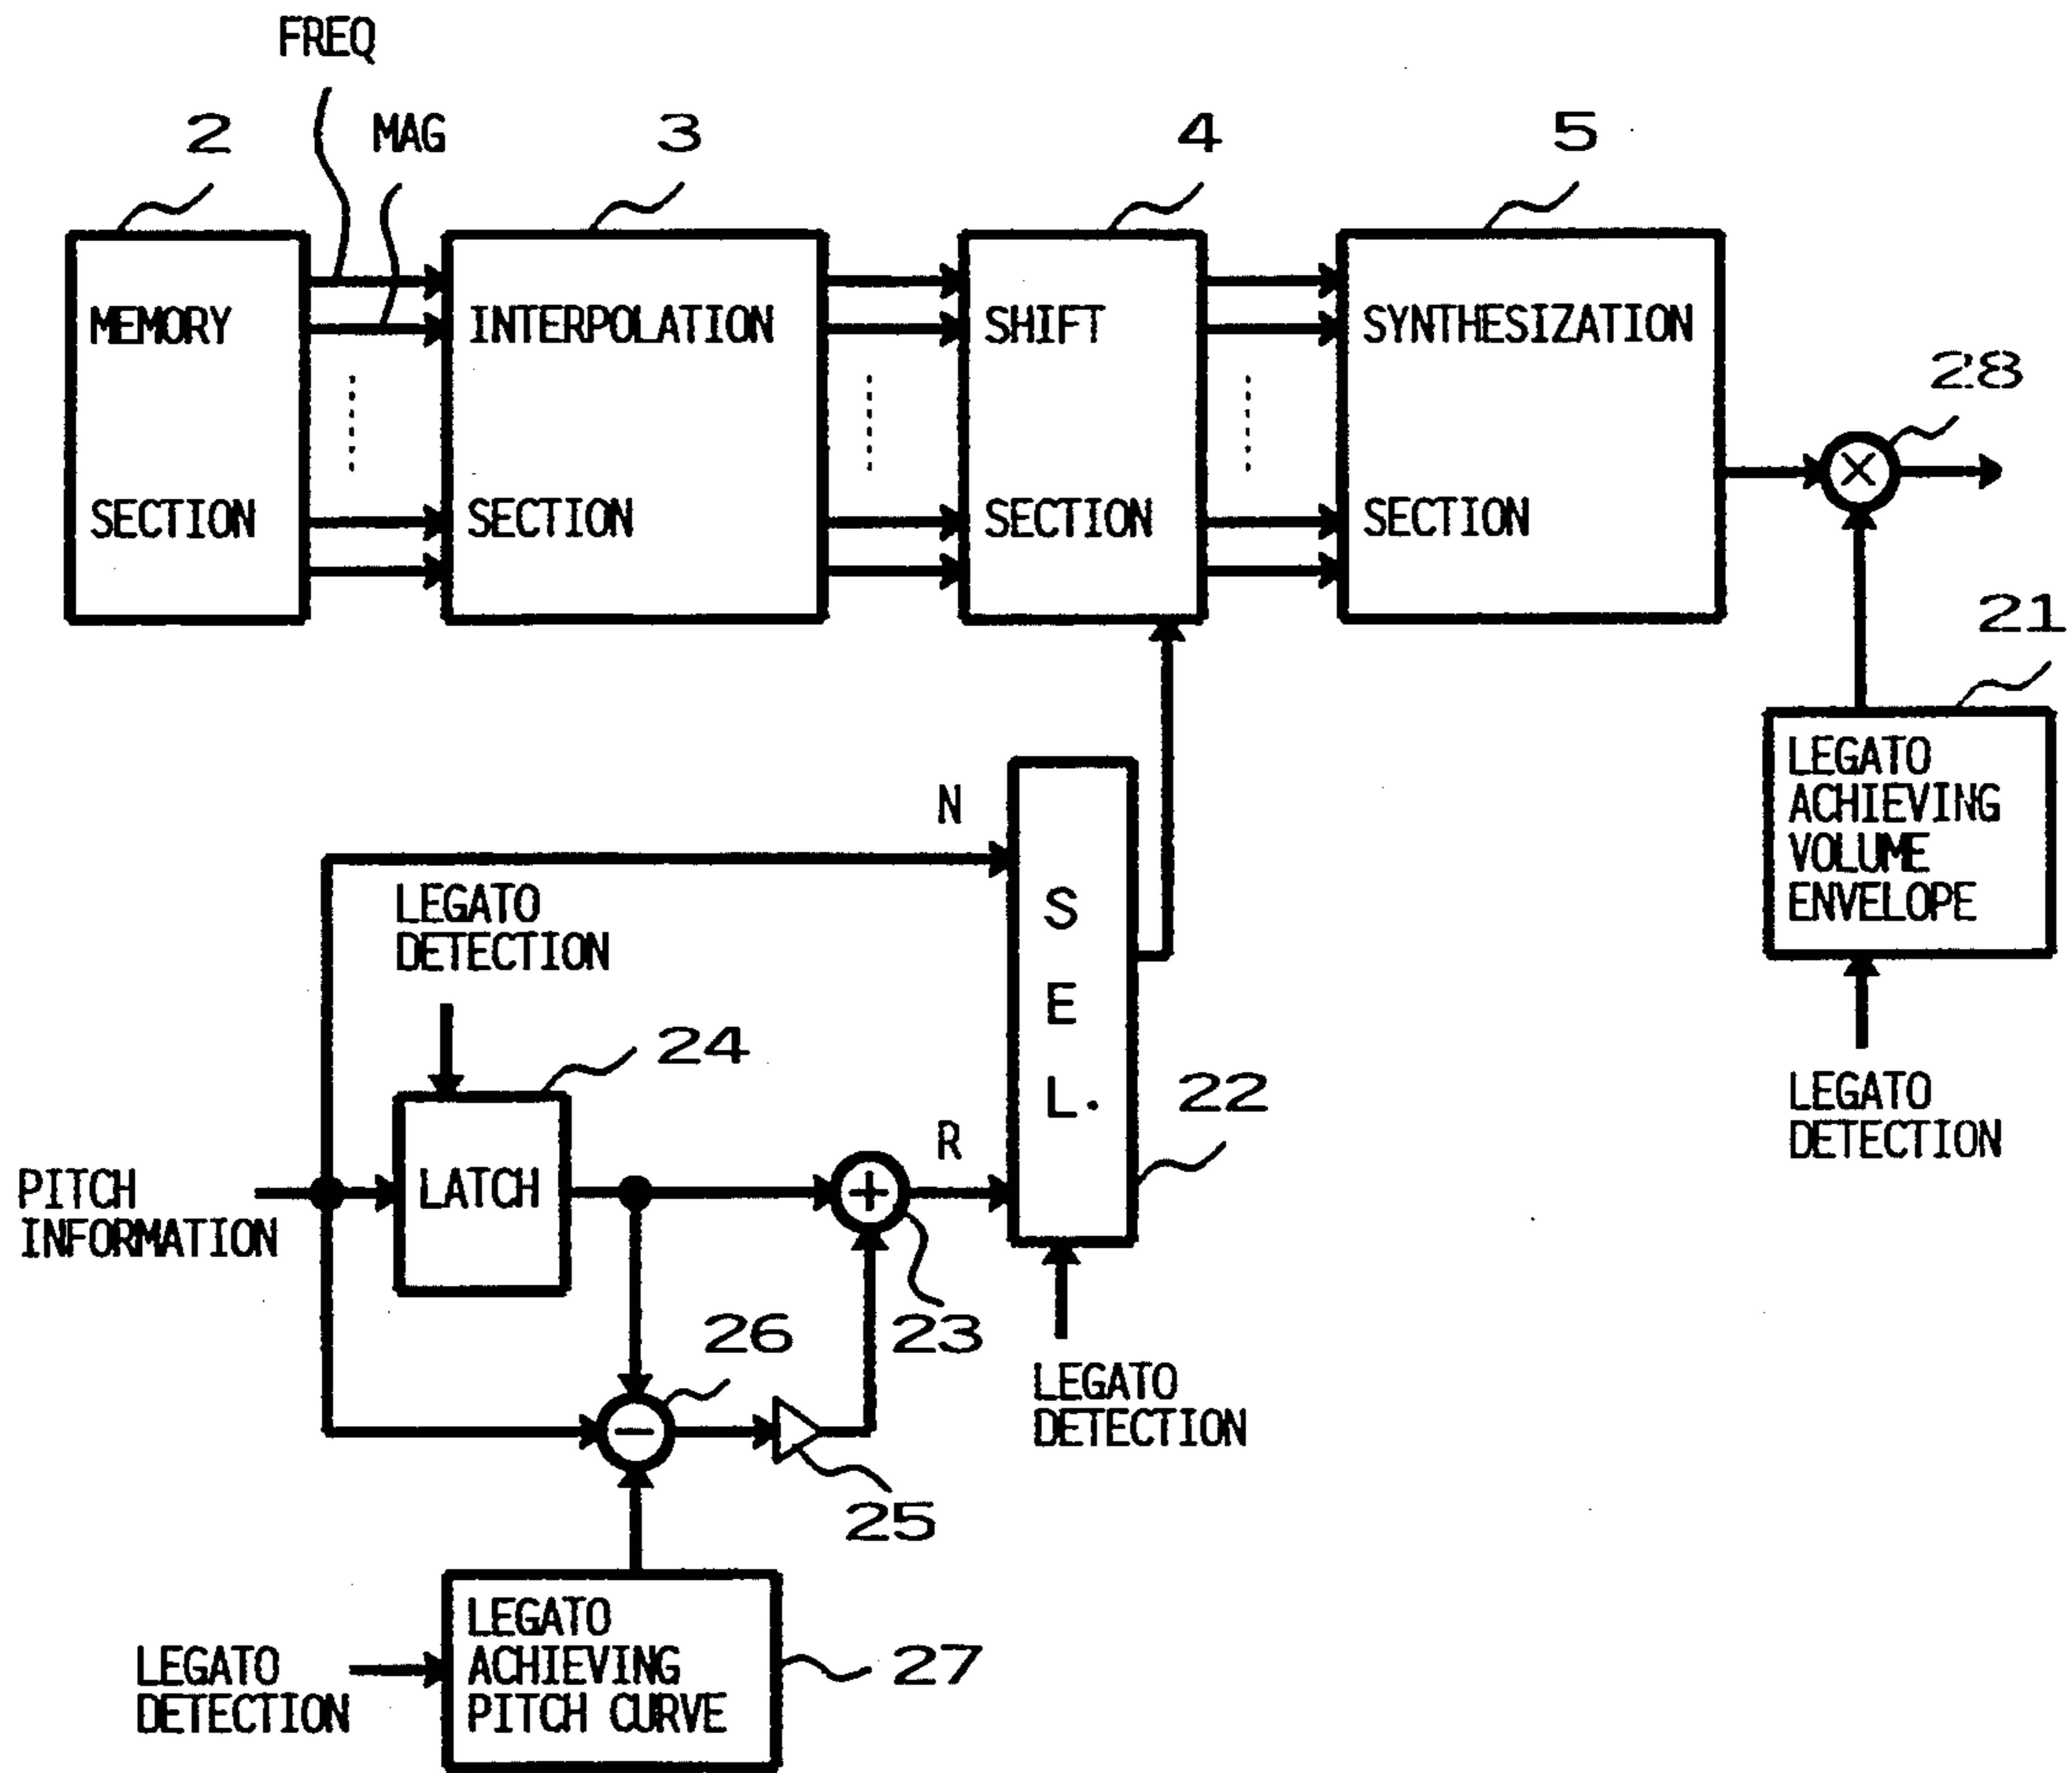 FREQ
MAG
2
3
4
5
MEMORY
SECTION
INTERPOLATION
SECTION
SHIFT
SECTION
SYNTHESIZATION
SECTION
28
×
21
LEGATO
ACHIEVING
VOLUME
ENVELOPE
LEGATO
DETECTION
N
S
E
L.
22
LEGATO
DETECTION
LEGATO
DETECTION
24
LATCH
PITCH
INFORMATION
R
+
23
26
−
25
LEGATO
ACHIEVING
PITCH CURVE
27
LEGATO
DETECTION